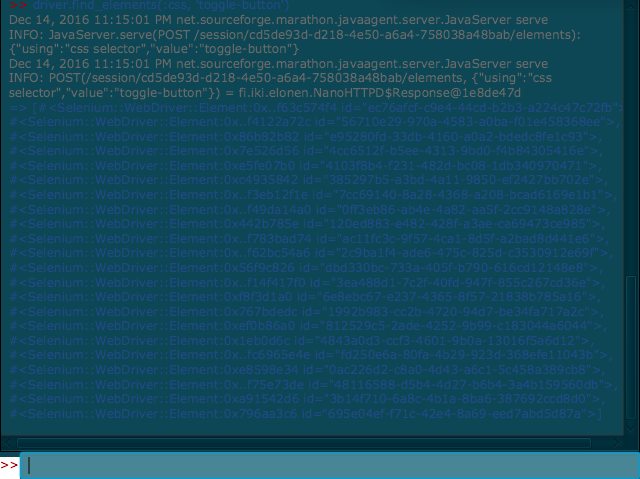 >> driver.find_elements(:css, 'toggle-button')
Dec 14, 2016 11:15:01 PM net.sourceforge.marathon.javaagent.server.JavaServer serve
INFO: JavaServer.serve(POST /session/cd5de93d-d218-4e50-a6a4-758038a48bab/elements):
{"using":"css selector","value":"toggle-button"}
Dec 14, 2016 11:15:01 PM net.sourceforge.marathon.javaagent.server.JavaServer serve
INFO: POST(/session/cd5de93d-d218-4e50-a6a4-758038a48bab/elements, {"using":"css
selector","value":"toggle-button"}) = fi.iki.elonen.NanoHTTPD$Response@1e8de47d
=> [#<Selenium::WebDriver::Element:0x..f63c574f4 id="ec76afcf-c9e4-44cd-b2b3-a224c47c72fb">,
#<Selenium::WebDriver::Element:0x..f4122a72c id="56710e29-970a-4593-a0ba-f01e458368ee">,
#<Selenium::WebDriver::Element:0x86b82b82 id="e95280fd-33db-4160-a0a2-bdedc8fe1c93">,
#<Selenium::WebDriver::Element:0x7e526d56 id="4cc6512f-b5ee-4313-9bd0-f4b84305416e">,
#<Selenium::WebDriver::Element:0xe5fe07b0 id="4103f8b4-f231-482d-bc08-1db340970471">,
#<Selenium::WebDriver::Element:0xc4935842 id="385297b5-a3bd-4a11-9850-ef2427bb702e">,
#<Selenium::WebDriver::Element:0x..f3eb12f1e id="7cc69140-8a28-4368-a208-bcad6169e1b1">,
#<Selenium::WebDriver::Element:0x..f49da14a0 id="0ff3eb86-ab4e-4a82-aa5f-2cc9148a828e">,
#<Selenium::WebDriver::Element:0x442b785e id="120ed883-e482-428f-a3ae-ca69473ce985">,
#<Selenium::WebDriver::Element:0x..f783bad74 id="ac11fc3c-9f57-4ca1-8d5f-a2bad8d441e6">,
#<Selenium::WebDriver::Element:0x..f62bc54a6 id="2c9ba1f4-ade6-475c-825d-c3530912e69f">,
#<Selenium::WebDriver::Element:0x56f9c826 id="dbd330bc-733a-405f-b790-616cd12148e8">,
#<Selenium::WebDriver::Element:0x..f14f417f0 id="3ea488d1-7c2f-40fd-947f-855c267cd36e">,
#<Selenium::WebDriver::Element:0xf8f3d1a0 id="6e8ebc67-e237-4365-8f57-21838b785a16">,
#<Selenium::WebDriver::Element:0x767bdedc id="1992b983-cc2b-4720-94d7-be34fa717a2c">,
#<Selenium::WebDriver::Element:0xef0b86a0 id="812529c5-2ade-4252-9b99-c183044a6044">,
#<Selenium::WebDriver::Element:0x1eb0d6c id="4843a0d3-ccf3-4601-9b0a-13016f5a6d12">,
#<Selenium::WebDriver::Element:0x..fc6965e4e id="fd250e6a-80fa-4b29-923d-368efe11043b">,
#<Selenium::WebDriver::Element:0xe8598e34 id="0ac226d2-c8a0-4d43-a6c1-5c458a389cb8">,
#<Selenium::WebDriver::Element:0x..f75e73de id="48116588-d5b4-4d27-b6b4-3a4b159560db">,
#<Selenium::WebDriver::Element:0xa91542d6 id="3b14f710-6a8c-4b1a-8ba6-387692ccd8d0">,
#<Selenium::WebDriver::Element:0x796aa3c6 id="695e04ef-f71c-42e4-8a69-eed7abd5d87a">]
>>